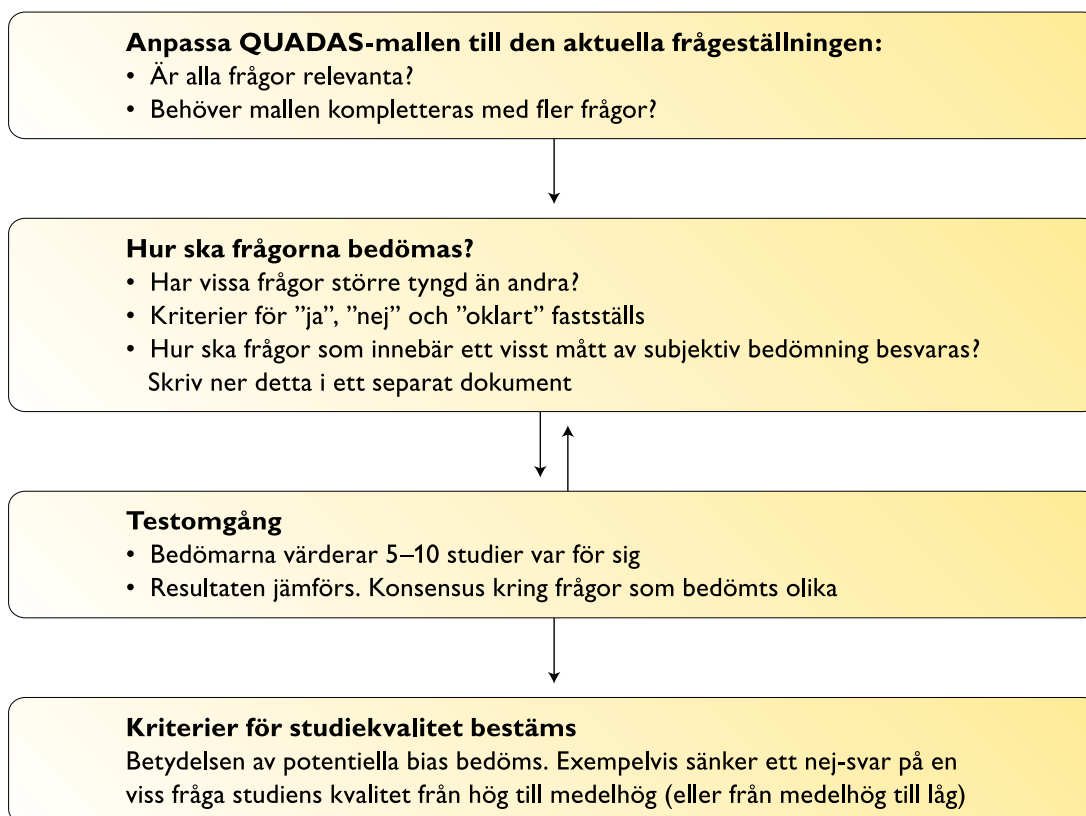 Anpassa QUADAS-mallen till den aktuella frågeställningen:
• Är alla frågor relevanta?
• Behöver mallen kompletteras med fler frågor?
Hur ska frågorna bedömas?
• Har vissa frågor större tyngd än andra?
• Kriterier för ”ja”, ”nej” och ”oklart” fastställs
• Hur ska frågor som innebär ett visst mått av subjektiv bedömning besvaras?
Skriv ner detta i ett separat dokument
Testomgång
• Bedömarna värderar 5–10 studier var för sig
• Resultaten jämförs. Konsensus kring frågor som bedömts olika
Kriterier för studiekvalitet bestäms
Betydelsen av potentiella bias bedöms. Exempelvis sänker ett nej-svar på en
viss fråga studiens kvalitet från hög till medelhög (eller från medelhög till låg)